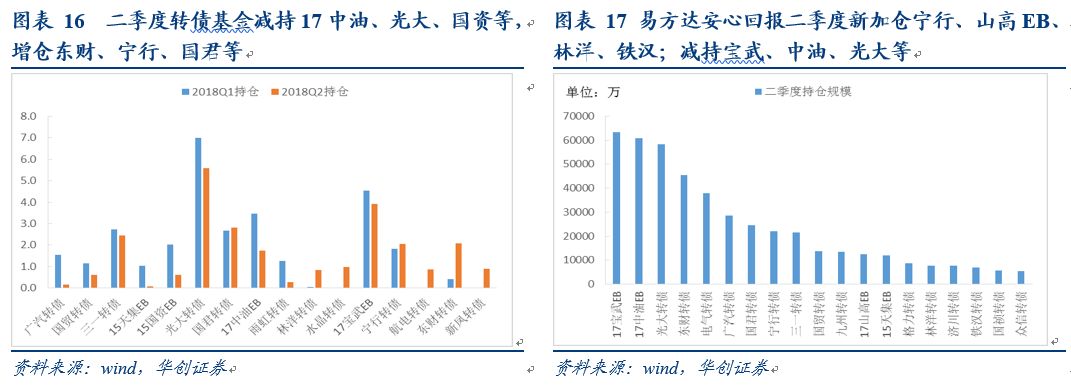 图表 16 二季度转债基金减持 17 中油、光大、国资等，
增仓东财、宁行、国君等
2018Q1持仓 2018Q2持仓
8.0
7.0
6.0
5.0
4.0
3.0
2.0
1.0
0.0
广汽转债 国贸转债 三一转债 15天集EB 15国资EB 光大转债 国君转债 17中油EB 雨虹转债 林洋转债 水晶转债 17宝武EB 宁行转债 航电转债 东财转债 新凤转债
资料来源：wind，华创证券
图表 17 易方达安心回报二季度新加仓宁行、山高 EB、
林洋、铁汉；减持宝武、中油、光大等
单位：万
二季度持仓规模
70000
60000
50000
40000
30000
20000
10000
0
17宝武EB 17中油EB 光大转债 东财转债 电气转债 广汽转债 国君转债 宁行转债 三一转债 国贸转债 九州转债 17山高EB 15天集EB 格力转债 林洋转债 济川转债 铁汉转债 国祯转债 众信转债
资料来源：wind，华创证券